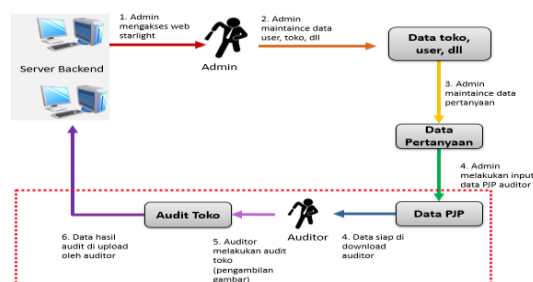 1. Admin
mengakses web
starlight
2. Admin
maintaince data
user, toko, dll
Data toko,
user, dll
Server Backend
Admin
3. Admin
maintaince data
pertanyaan
Data
Pertanyaan
4. Admin
melakukan input
data PJP auditor
Audit Toko
Auditor
Data PJP
6. Data hasil
audit di upload
oleh auditor
5. Auditor
melakukan audit
toko
(pengambilan
gambar)
4. Data siap di
download
auditor